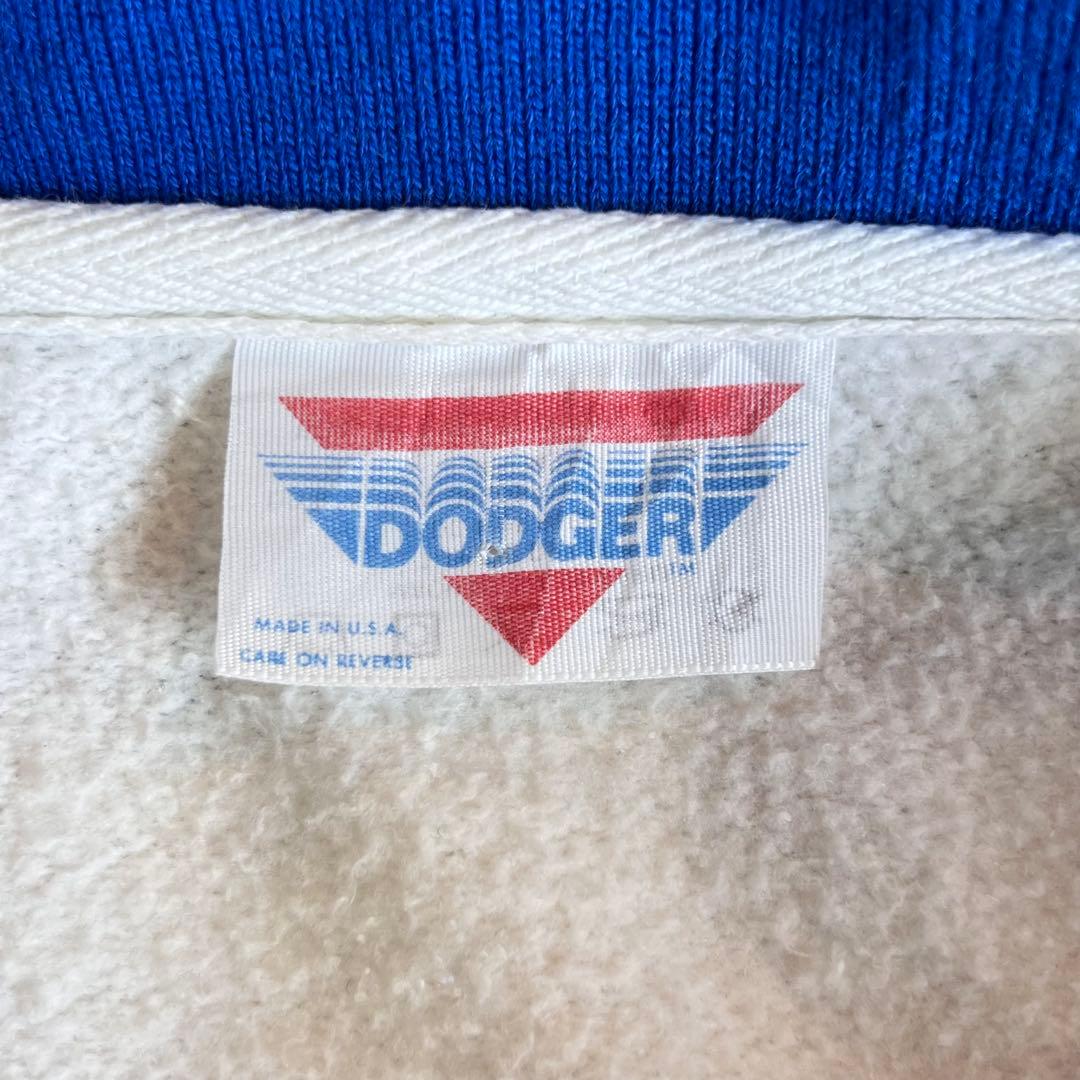 DODGER
TM
MADE IN U.S.A.
CARE ON REVERSE